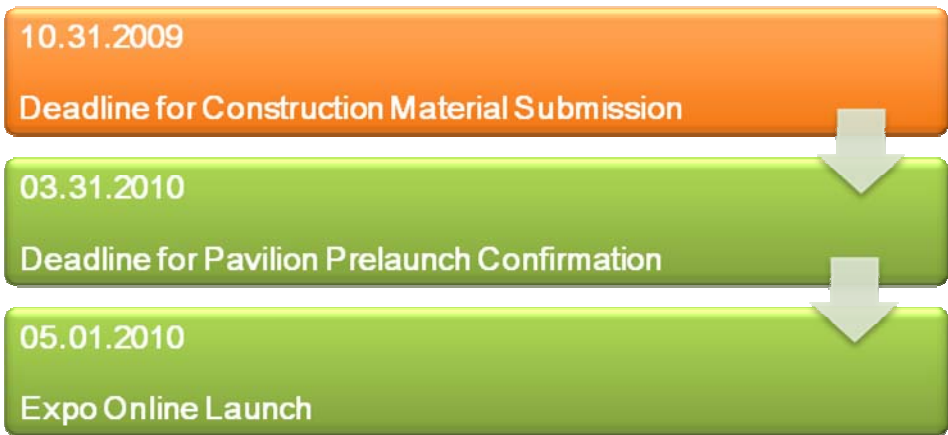 10.31.2009
Deadline for Construction Material Submission
03.31.2010
Deadline for Pavilion Prelaunch Confirmation
05.01.2010
Expo Online Launch